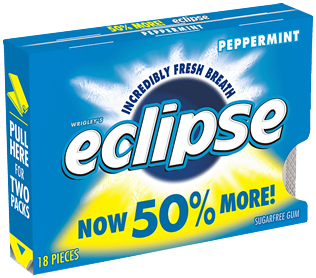 50% MORE!
eclipse
PEPPERMINT
INCREDIBLY FRESH BREATH
WRIGLEY'S
eclipse
NOW 50% MORE!
SUGARFREE GUM
18 PIECES
PULL
HERE
FOR
TWO
PACKS